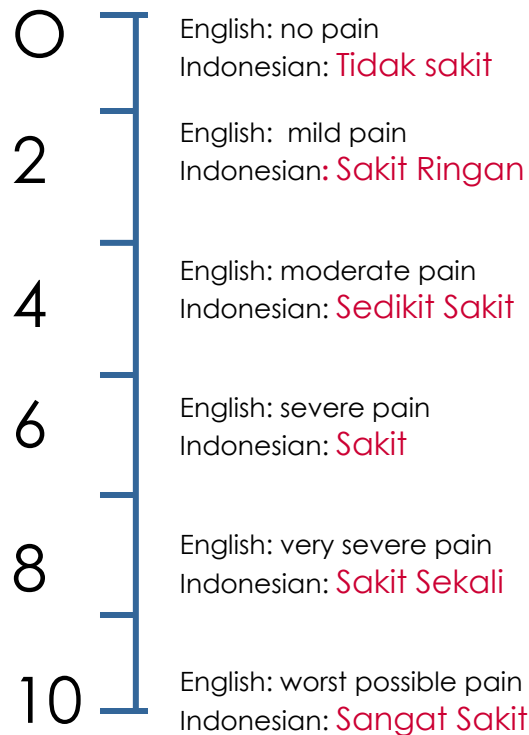 0
English: no pain
Indonesian: Tidak sakit
2
English: mild pain
Indonesian: Sakit Ringan
4
English: moderate pain
Indonesian: Sedikit Sakit
6
English: severe pain
Indonesian: Sakit
8
English: very severe pain
Indonesian: Sakit Sekali
10
English: worst possible pain
Indonesian: Sangat Sakit